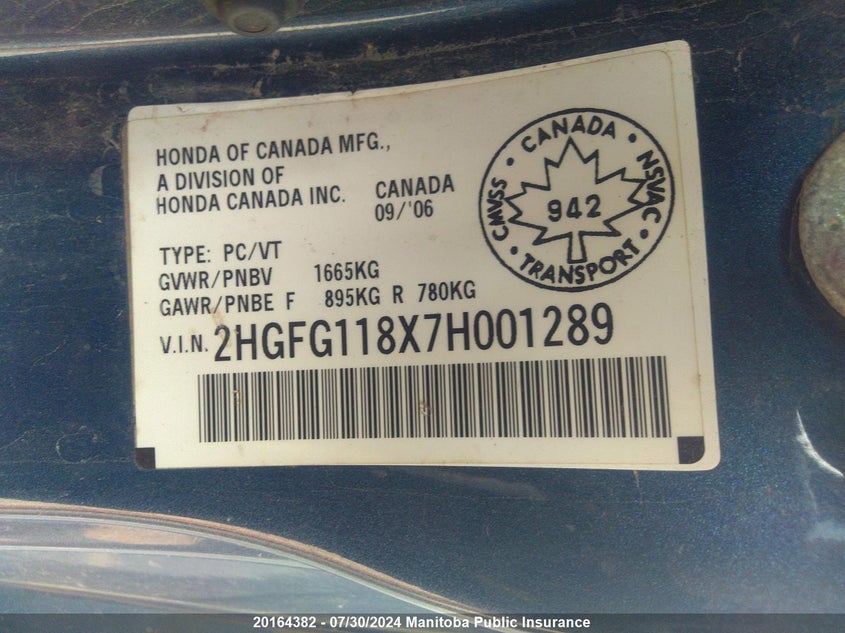 HONDA OF CANADA MFG.,
A DIVISION OF
HONDA CANADA INC. CANADA
09/'06
TYPE: PC/VT
GVWR/PNBV 1665KG
GAWR/PNBE F 895KG R 780KG
V.I.N. 2HGFG118X7H001289
CMVSS • CANADA • NSVAC • TRANSPORT •
942
20164382 - 07/30/2024 - Manitoba Public Insurance